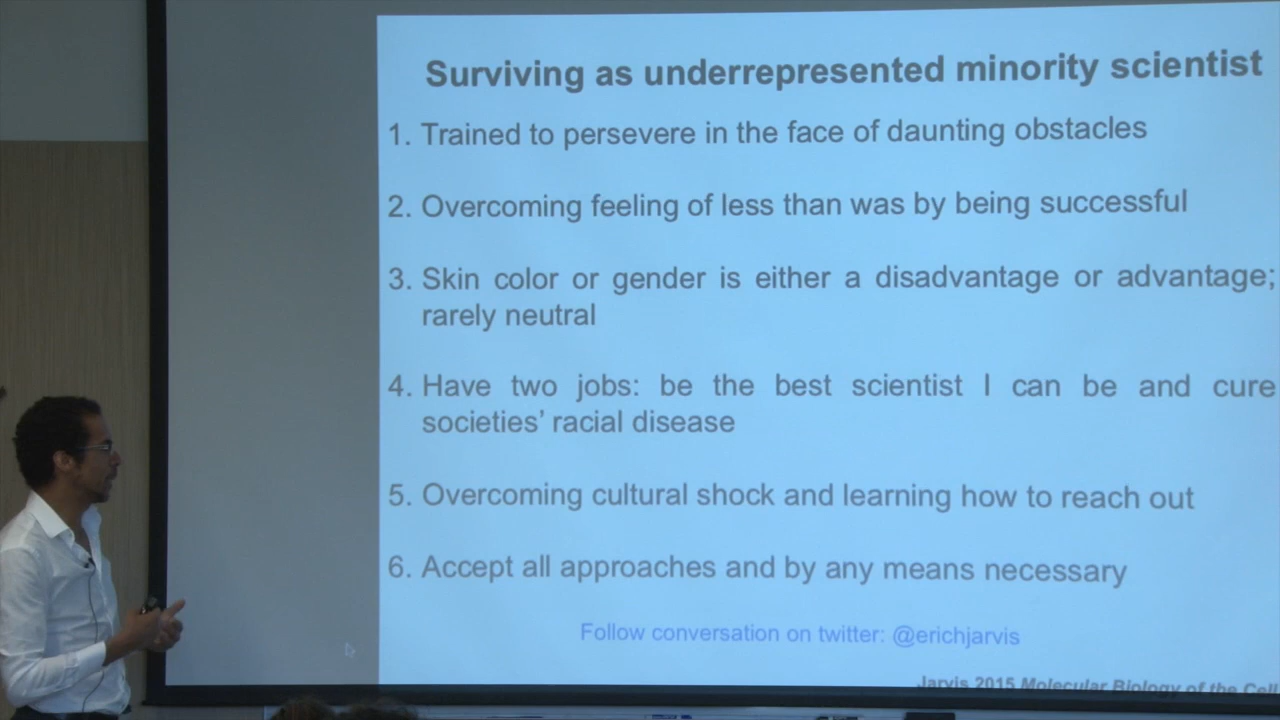 Surviving as underrepresented minority scientist
1. Trained to persevere in the face of daunting obstacles
2. Overcoming feeling of less than was by being successful
3. Skin color or gender is either a disadvantage or advantage;
rarely neutral
4. Have two jobs: be the best scientist I can be and cure
societies’ racial disease
5. Overcoming cultural shock and learning how to reach out
6. Accept all approaches and by any means necessary
Follow conversation on twitter: @erichjarvis
Jarvis 2015 Molecular Biology of the Cell